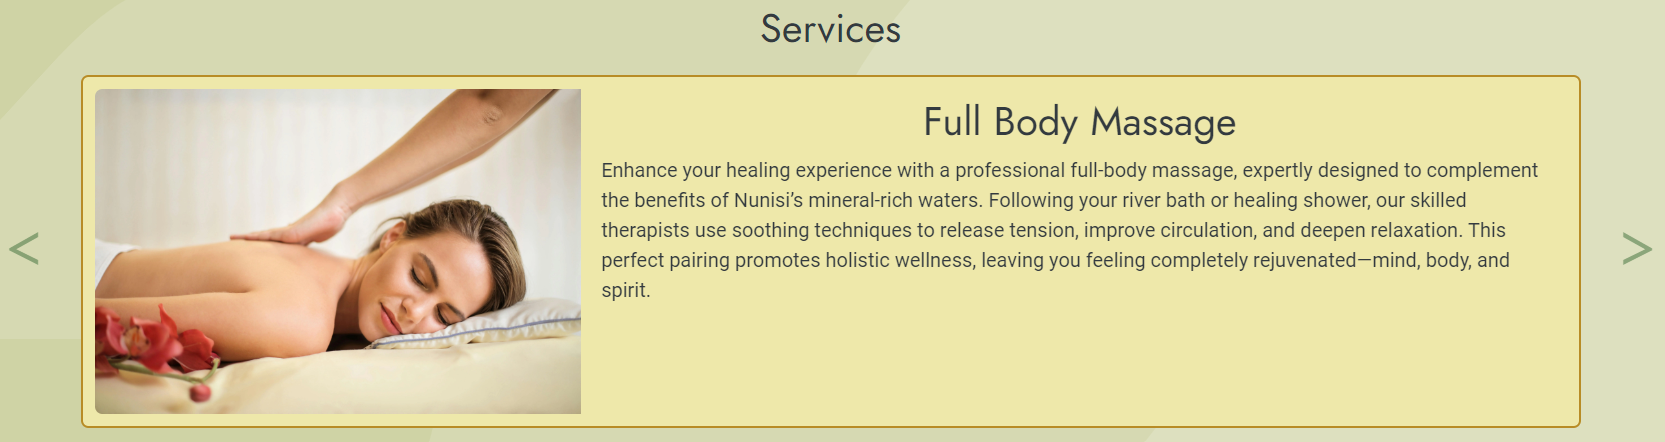 Services
Full Body Massage
Enhance your healing experience with a professional full-body massage, expertly designed to complement
the benefits of Nunisi’s mineral-rich waters. Following your river bath or healing shower, our skilled
therapists use soothing techniques to release tension, improve circulation, and deepen relaxation. This
perfect pairing promotes holistic wellness, leaving you feeling completely rejuvenated—mind, body, and
spirit.
< >